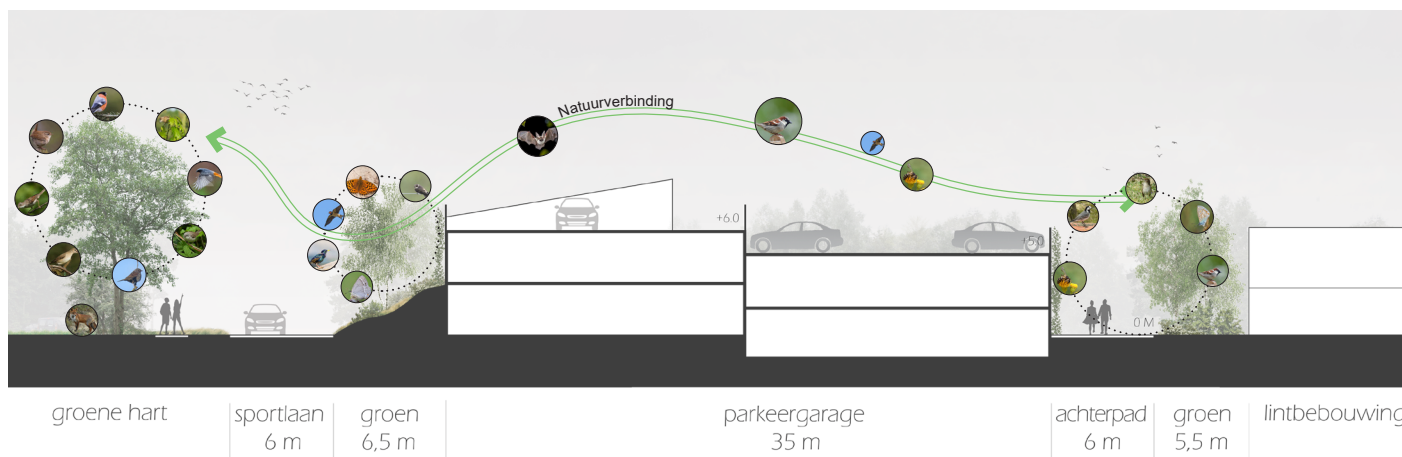 Natuurverbinding
+6.0
+5.0
0 M
groene hart
sportlaan
6 m
groen
6,5 m
parkeergarage
35 m
achterpad
6 m
groen
5,5 m
lintbebouwing